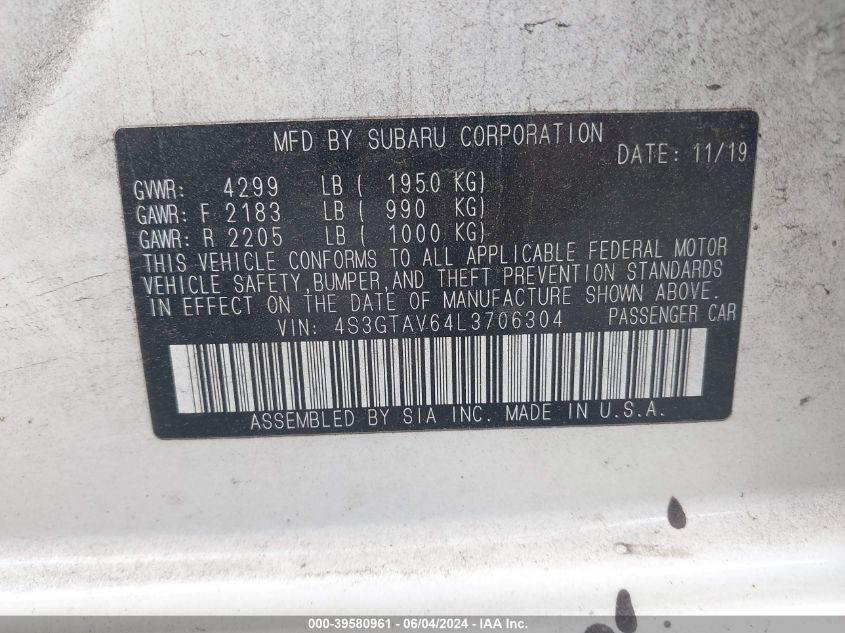 MFD BY SUBARU CORPORATION
DATE: 11/19
GVWR: 4299 LB ( 1950 KG)
GAWR: F 2183 LB ( 990 KG)
GAWR: R 2205 LB ( 1000 KG)
THIS VEHICLE CONFORMS TO ALL APPLICABLE FEDERAL MOTOR
VEHICLE SAFETY,BUMPER,AND THEFT PREVENTION STANDARDS
IN EFFECT ON THE DATE OF MANUFACTURE SHOWN ABOVE.
VIN: 4S3GTAV64L3706304 PASSENGER CAR
ASSEMBLED BY SIA INC. MADE IN U.S.A.
000-39580961 - 06/04/2024 - IAA Inc.